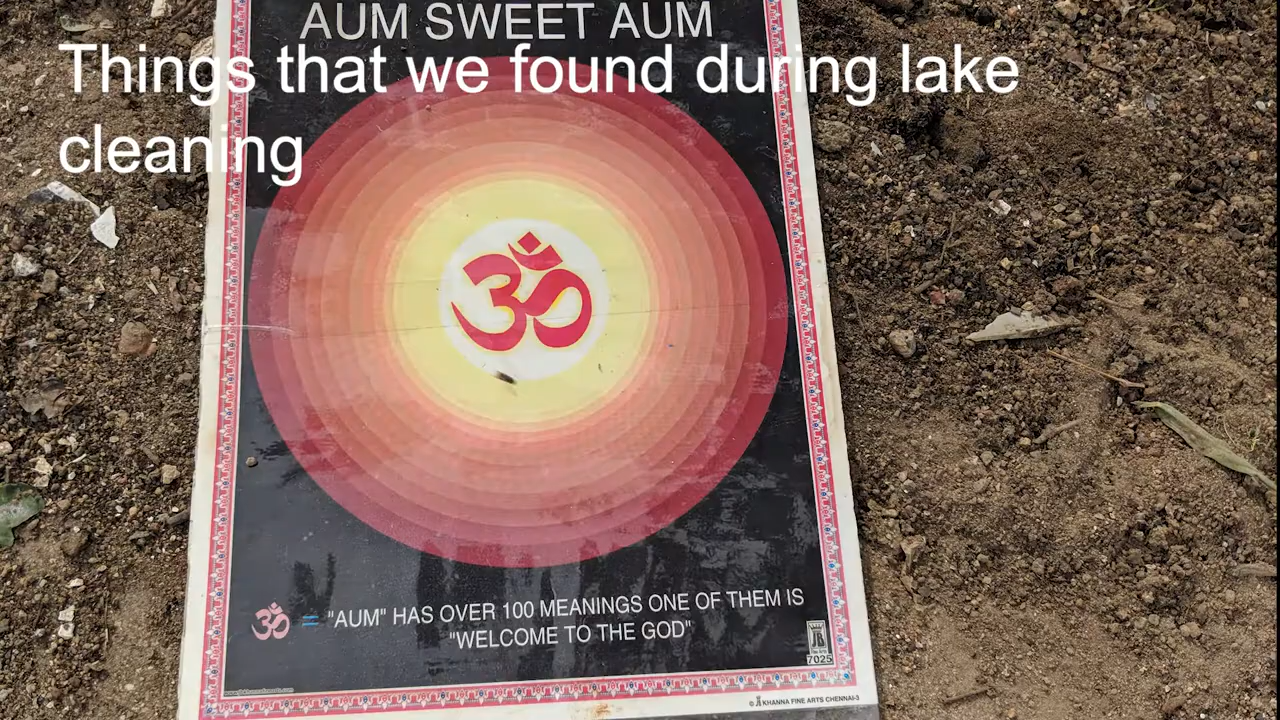 AUM SWEET AUM
Things that we found during lake
cleaning
ॐ
ॐ = "AUM" HAS OVER 100 MEANINGS ONE OF THEM IS
"WELCOME TO THE GOD"
7025
© KHANNA FINE ARTS CHENNAI-3